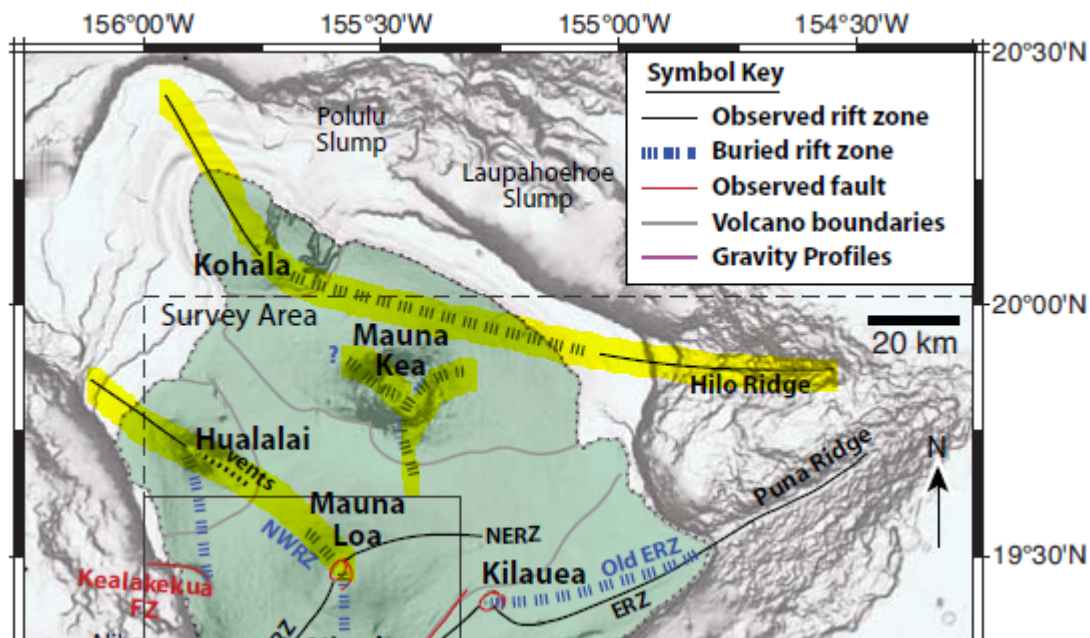 156°00'W
155°30'W
155°00'W
154°30'W
20°30'N
Symbol Key
Observed rift zone
Buried rift zone
Observed fault
Volcano boundaries
Gravity Profiles
Polulu
Slump
Laupahoehoe
Slump
Kohala
20°00'N
Survey Area
20 km
Mauna
Kea
?
Hilo Ridge
Hualalai
vents
N
Puna Ridge
Mauna
Loa
NWRZ
NERZ
Old ERZ
19°30'N
Kilauea
Kealakekua
FZ
ERZ